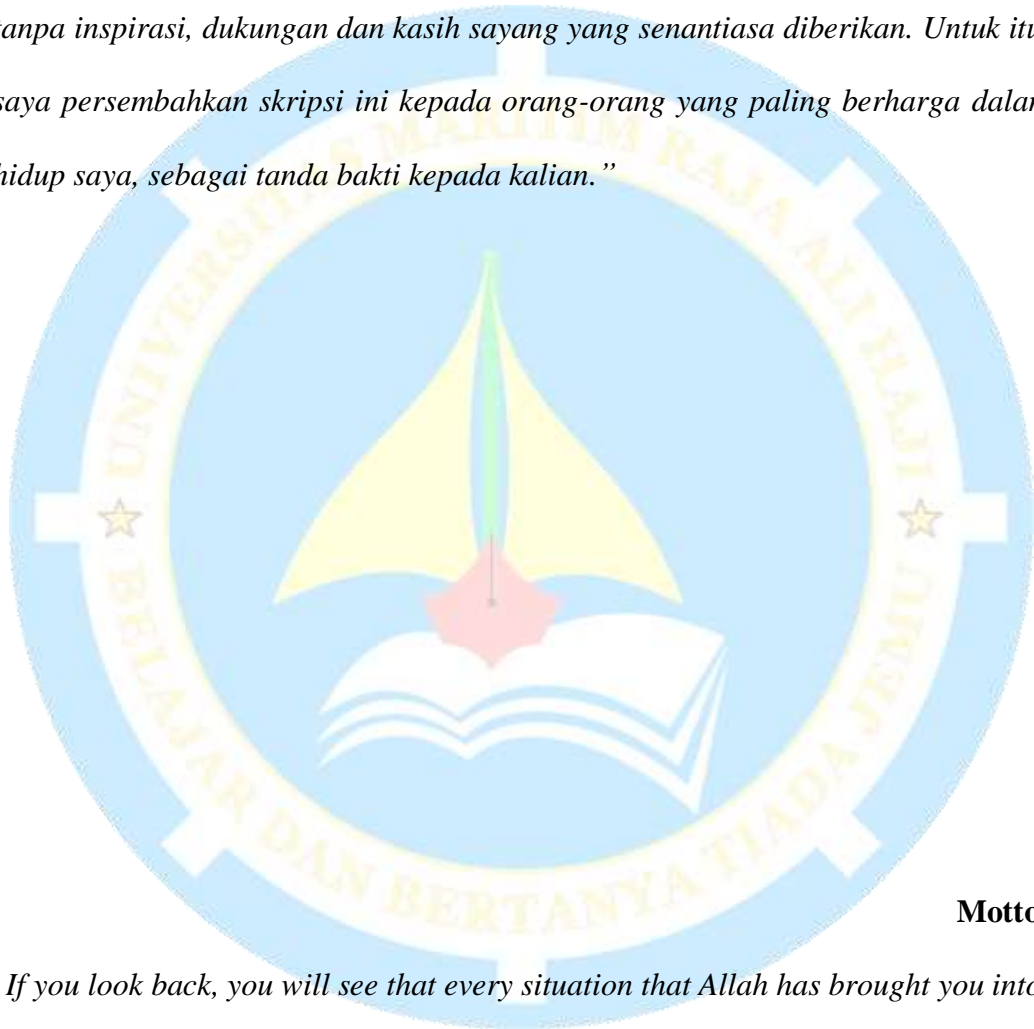 tanpa inspirasi, dukungan dan kasih sayang yang senantiasa diberikan. Untuk itu
saya persembahkan skripsi ini kepada orang-orang yang paling berharga dalam
hidup saya, sebagai tanda bakti kepada kalian.”
UNIVERSITAS MARITIM RAJA ALI HAJI
BELAJAR DAN BERTANYA TIADA JEMU
Motto
If you look back, you will see that every situation that Allah has brought you into